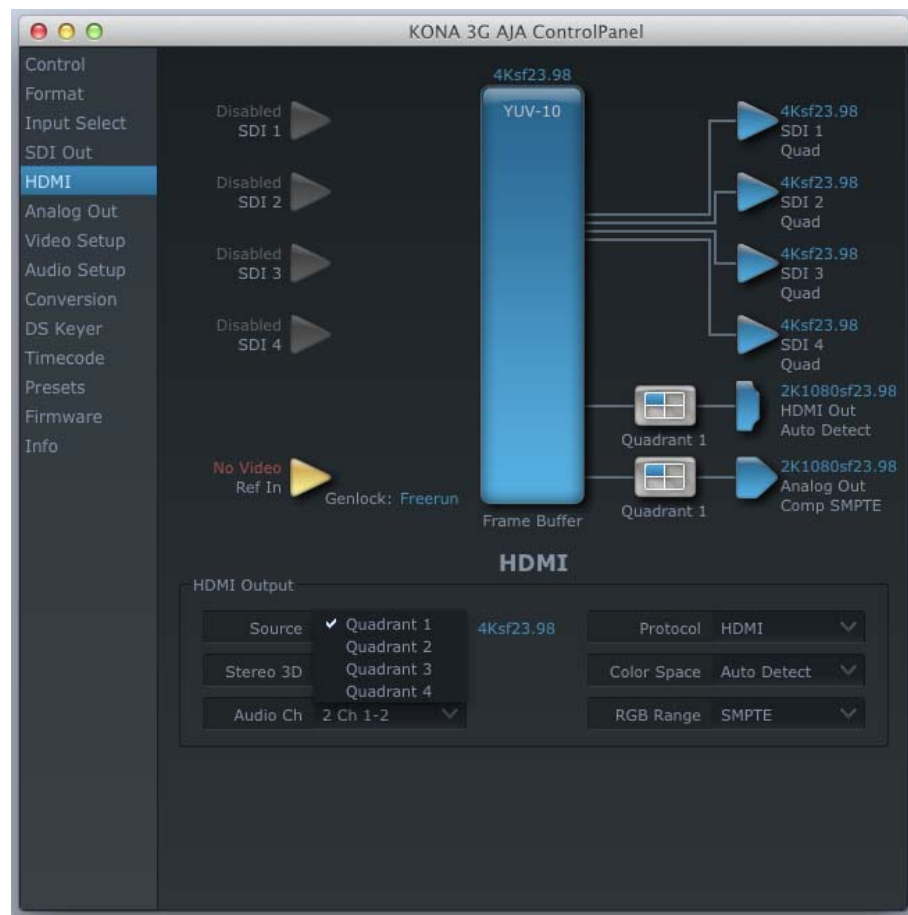 KONA 3G AJA ControlPanel
Control
Format
Input Select
SDI Out
HDMI
Analog Out
Video Setup
Audio Setup
Conversion
DS Keyer
Timecode
Presets
Firmware
Info
4Ksf23.98
YUV-10
Frame Buffer
Disabled
SDI 1
Disabled
SDI 2
Disabled
SDI 3
Disabled
SDI 4
No Video
Ref In
Genlock: Freerun
4Ksf23.98
SDI 1
Quad
4Ksf23.98
SDI 2
Quad
4Ksf23.98
SDI 3
Quad
4Ksf23.98
SDI 4
Quad
Quadrant 1
2K1080sf23.98
HDMI Out
Auto Detect
Quadrant 1
2K1080sf23.98
Analog Out
Comp SMPTE
HDMI
HDMI Output
Source
Quadrant 1
Quadrant 2
Quadrant 3
Quadrant 4
4Ksf23.98
Stereo 3D
Audio Ch 2 Ch 1-2
Protocol HDMI
Color Space Auto Detect
RGB Range SMPTE